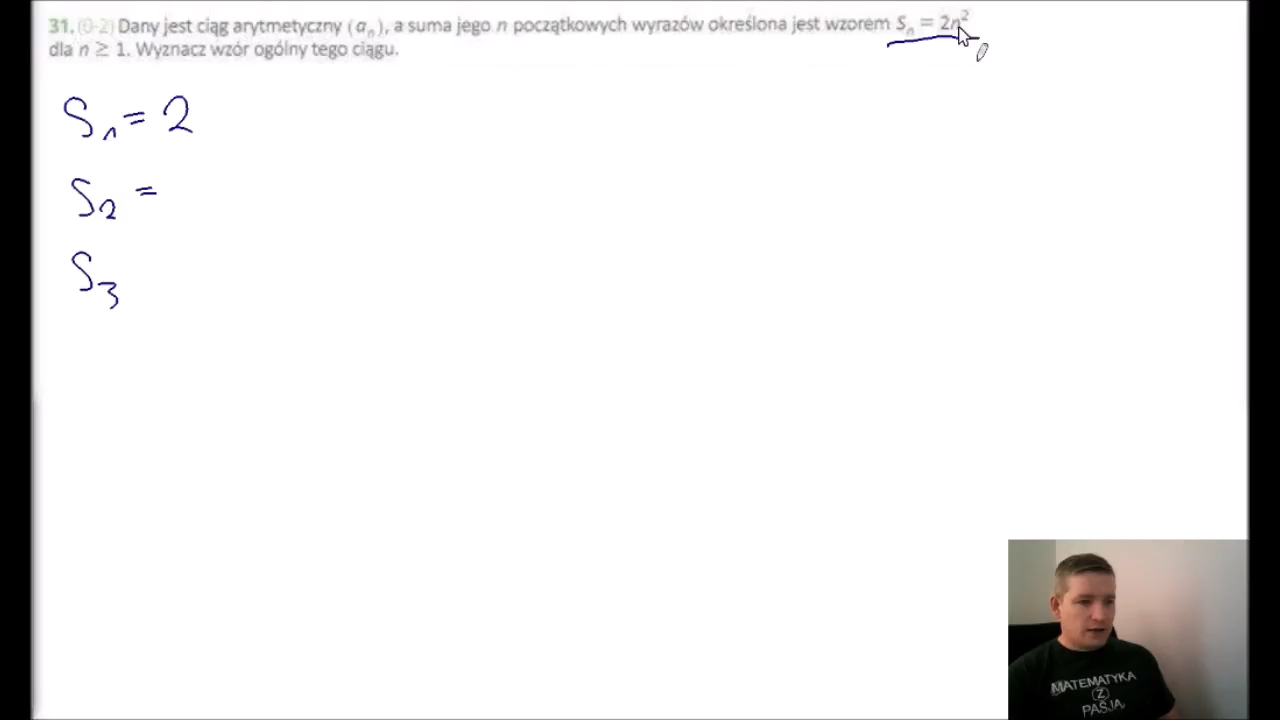 31. (0-2) Dany jest ciąg arytmetyczny (aₙ), a suma jego n początkowych wyrazów określona jest wzorem Sₙ = 2n²
dla n ≥ 1. Wyznacz wzór ogólny tego ciągu.
S₁ = 2
S₂ =
S₃
MATEMATYKA
Z
PASJĄ